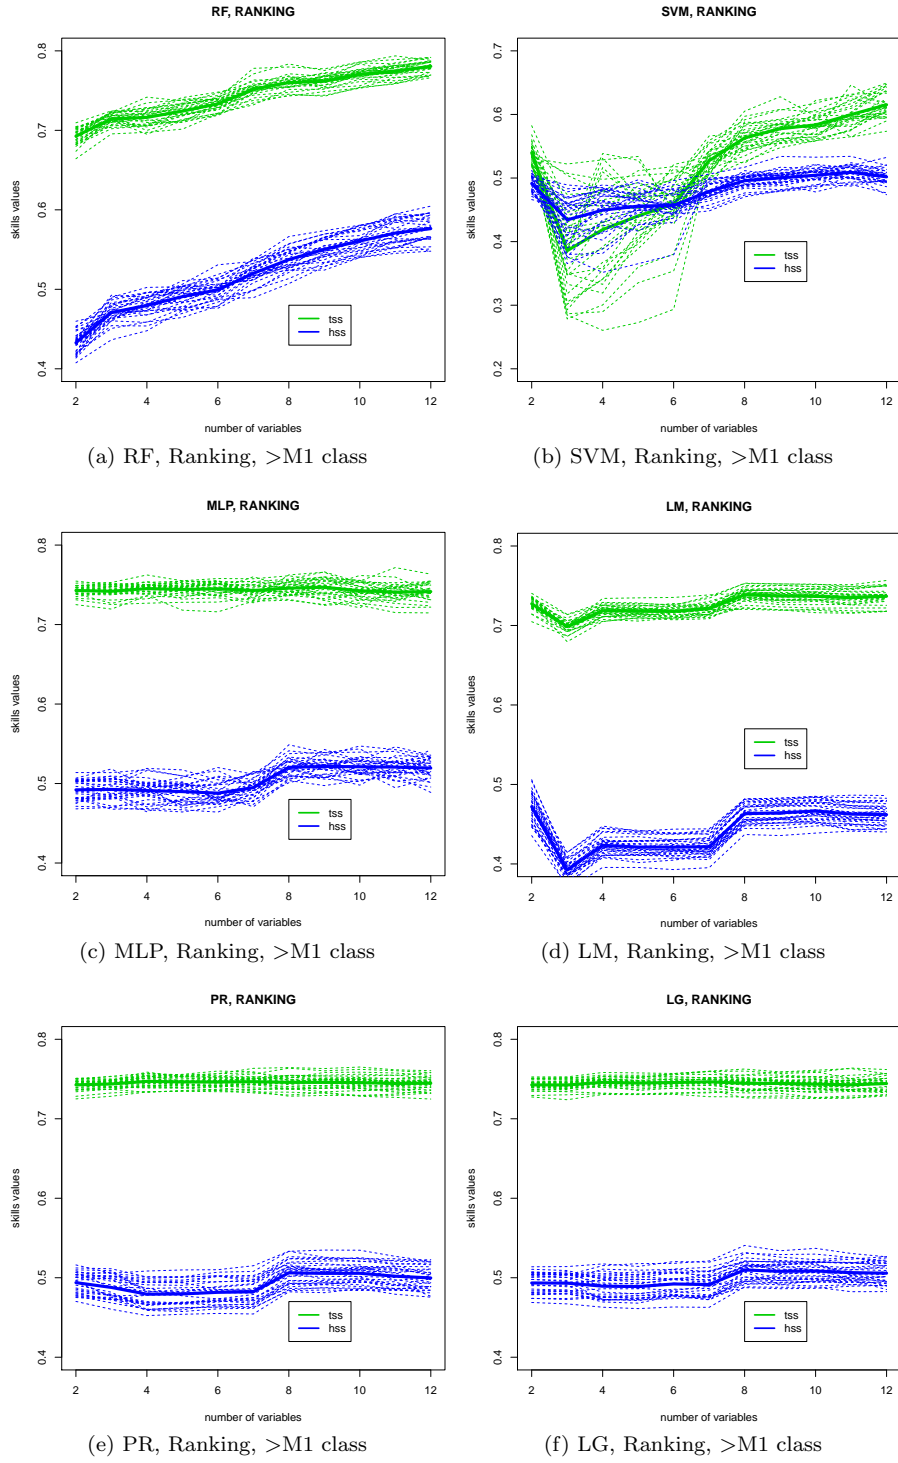 RF, RANKING
skills values
0.8
0.7
0.6
0.5
0.4
tss
hss
2 4 6 8 10 12
number of variables
(a) RF, Ranking, >M1 class
SVM, RANKING
skills values
0.7
0.6
0.5
0.4
0.3
0.2
tss
hss
2 4 6 8 10 12
number of variables
(b) SVM, Ranking, >M1 class
MLP, RANKING
skills values
0.8
0.7
0.6
0.5
0.4
tss
hss
2 4 6 8 10 12
number of variables
(c) MLP, Ranking, >M1 class
LM, RANKING
skills values
0.8
0.7
0.6
0.5
0.4
tss
hss
2 4 6 8 10 12
number of variables
(d) LM, Ranking, >M1 class
PR, RANKING
skills values
0.8
0.7
0.6
0.5
0.4
tss
hss
2 4 6 8 10 12
number of variables
(e) PR, Ranking, >M1 class
LG, RANKING
skills values
0.8
0.7
0.6
0.5
0.4
tss
hss
2 4 6 8 10 12
number of variables
(f) LG, Ranking, >M1 class